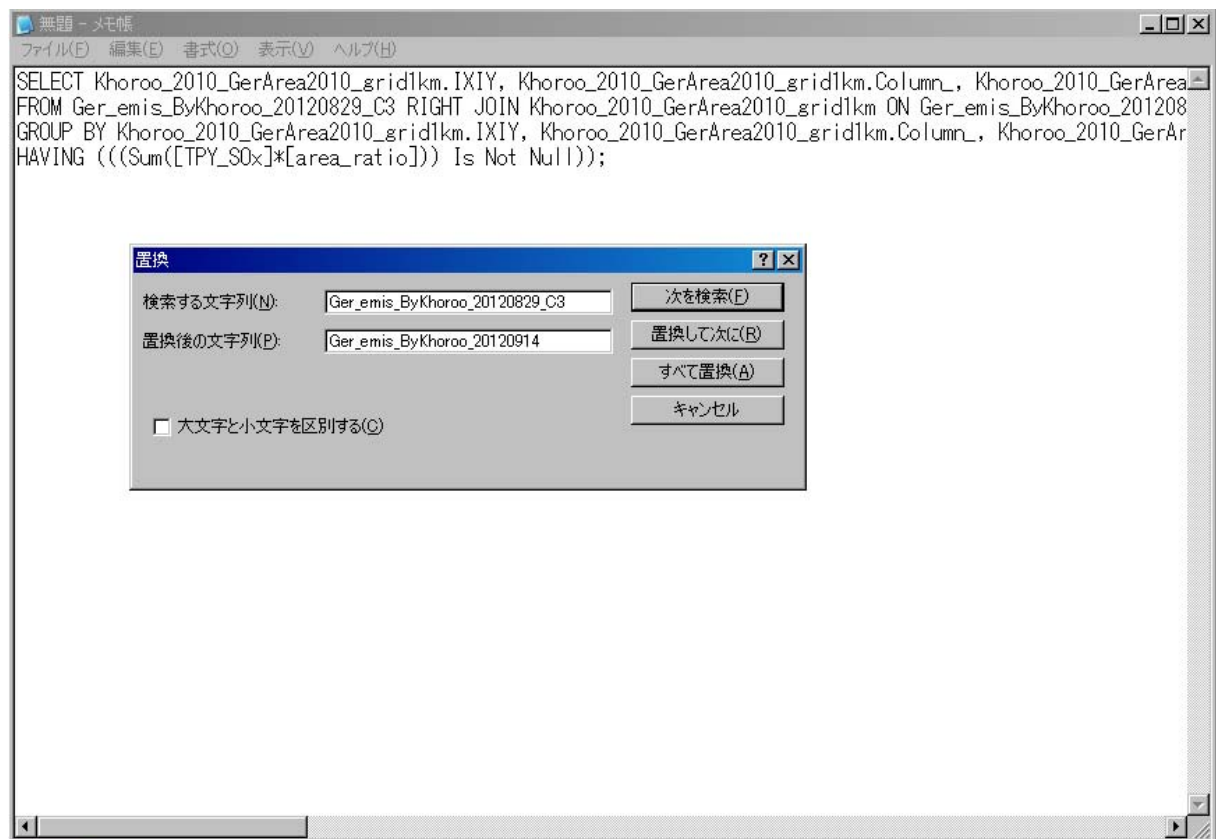 無題 - メモ帳
ファイル(F) 編集(E) 書式(O) 表示(V) ヘルプ(H)
SELECT Khoroo_2010_GerArea2010_grid1km.IXIY, Khoroo_2010_GerArea2010_grid1km.Column_, Khoroo_2010_GerArea
FROM Ger_emis_ByKhoroo_20120829_C3 RIGHT JOIN Khoroo_2010_GerArea2010_grid1km ON Ger_emis_ByKhoroo_201208
GROUP BY Khoroo_2010_GerArea2010_grid1km.IXIY, Khoroo_2010_GerArea2010_grid1km.Column_, Khoroo_2010_GerAr
HAVING (((Sum([TPY_SOx]*[area_ratio])) Is Not Null));
置換
検索する文字列(N): Ger_emis_ByKhoroo_20120829_C3 次を検索(F)
置換後の文字列(P): Ger_emis_ByKhoroo_20120914 置換して次に(R)
すべて置換(A)
キャンセル
大文字と小文字を区別する(C)